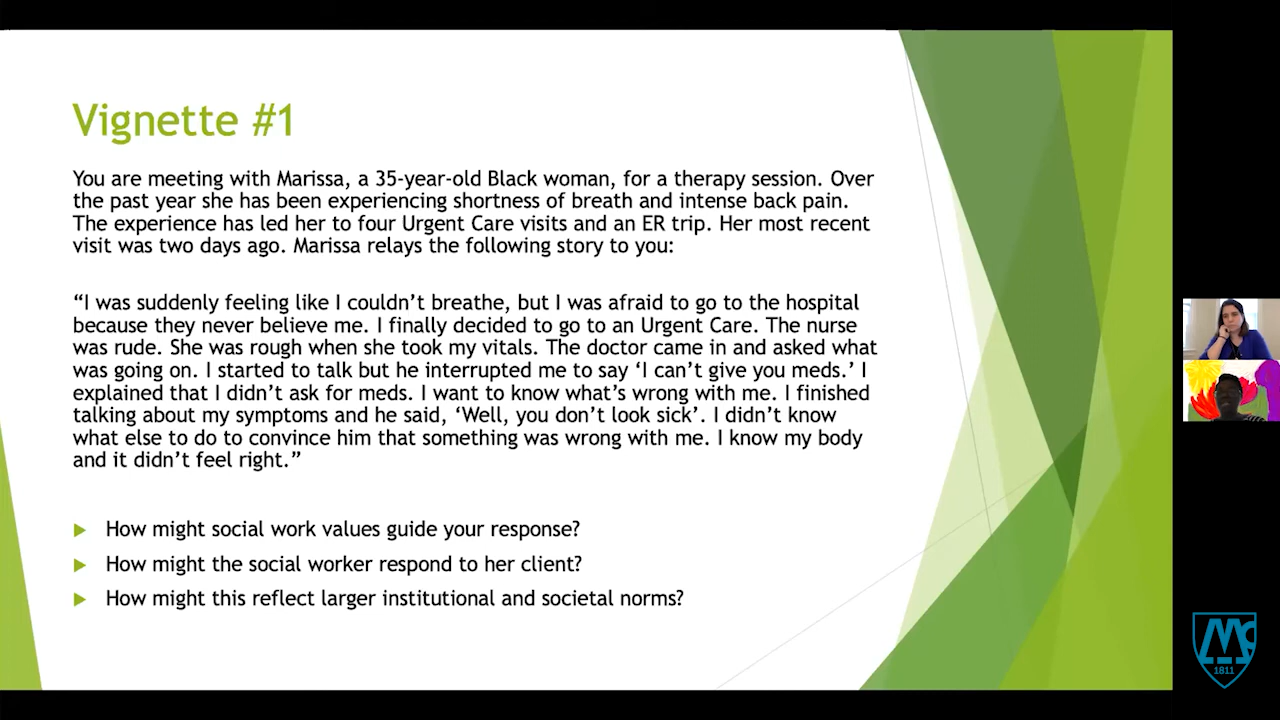 Vignette #1
You are meeting with Marissa, a 35-year-old Black woman, for a therapy session. Over
the past year she has been experiencing shortness of breath and intense back pain.
The experience has led her to four Urgent Care visits and an ER trip. Her most recent
visit was two days ago. Marissa relays the following story to you:
“I was suddenly feeling like I couldn’t breathe, but I was afraid to go to the hospital
because they never believe me. I finally decided to go to an Urgent Care. The nurse
was rude. She was rough when she took my vitals. The doctor came in and asked what
was going on. I started to talk but he interrupted me to say ‘I can’t give you meds.’ I
explained that I didn’t ask for meds. I want to know what’s wrong with me. I finished
talking about my symptoms and he said, ‘Well, you don’t look sick’. I didn’t know
what else to do to convince him that something was wrong with me. I know my body
and it didn’t feel right.”
How might social work values guide your response?
How might the social worker respond to her client?
How might this reflect larger institutional and societal norms?
1811